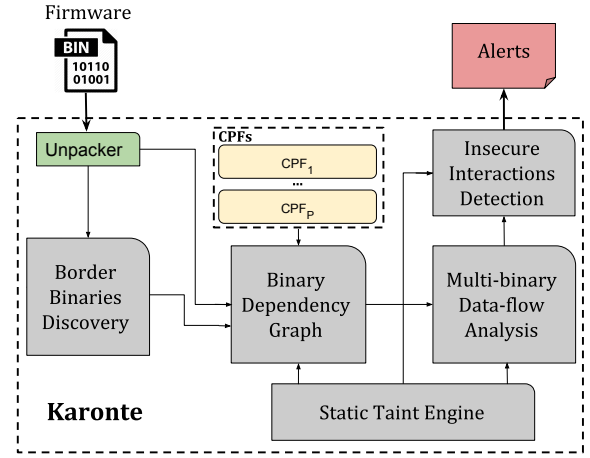 Firmware
BIN
10110
01001
Alerts
Unpacker
CPFs
CPF1
...
CPFP
Insecure
Interactions
Detection
Border
Binaries
Discovery
Binary
Dependency
Graph
Multi-binary
Data-flow
Analysis
Karonte
Static Taint Engine